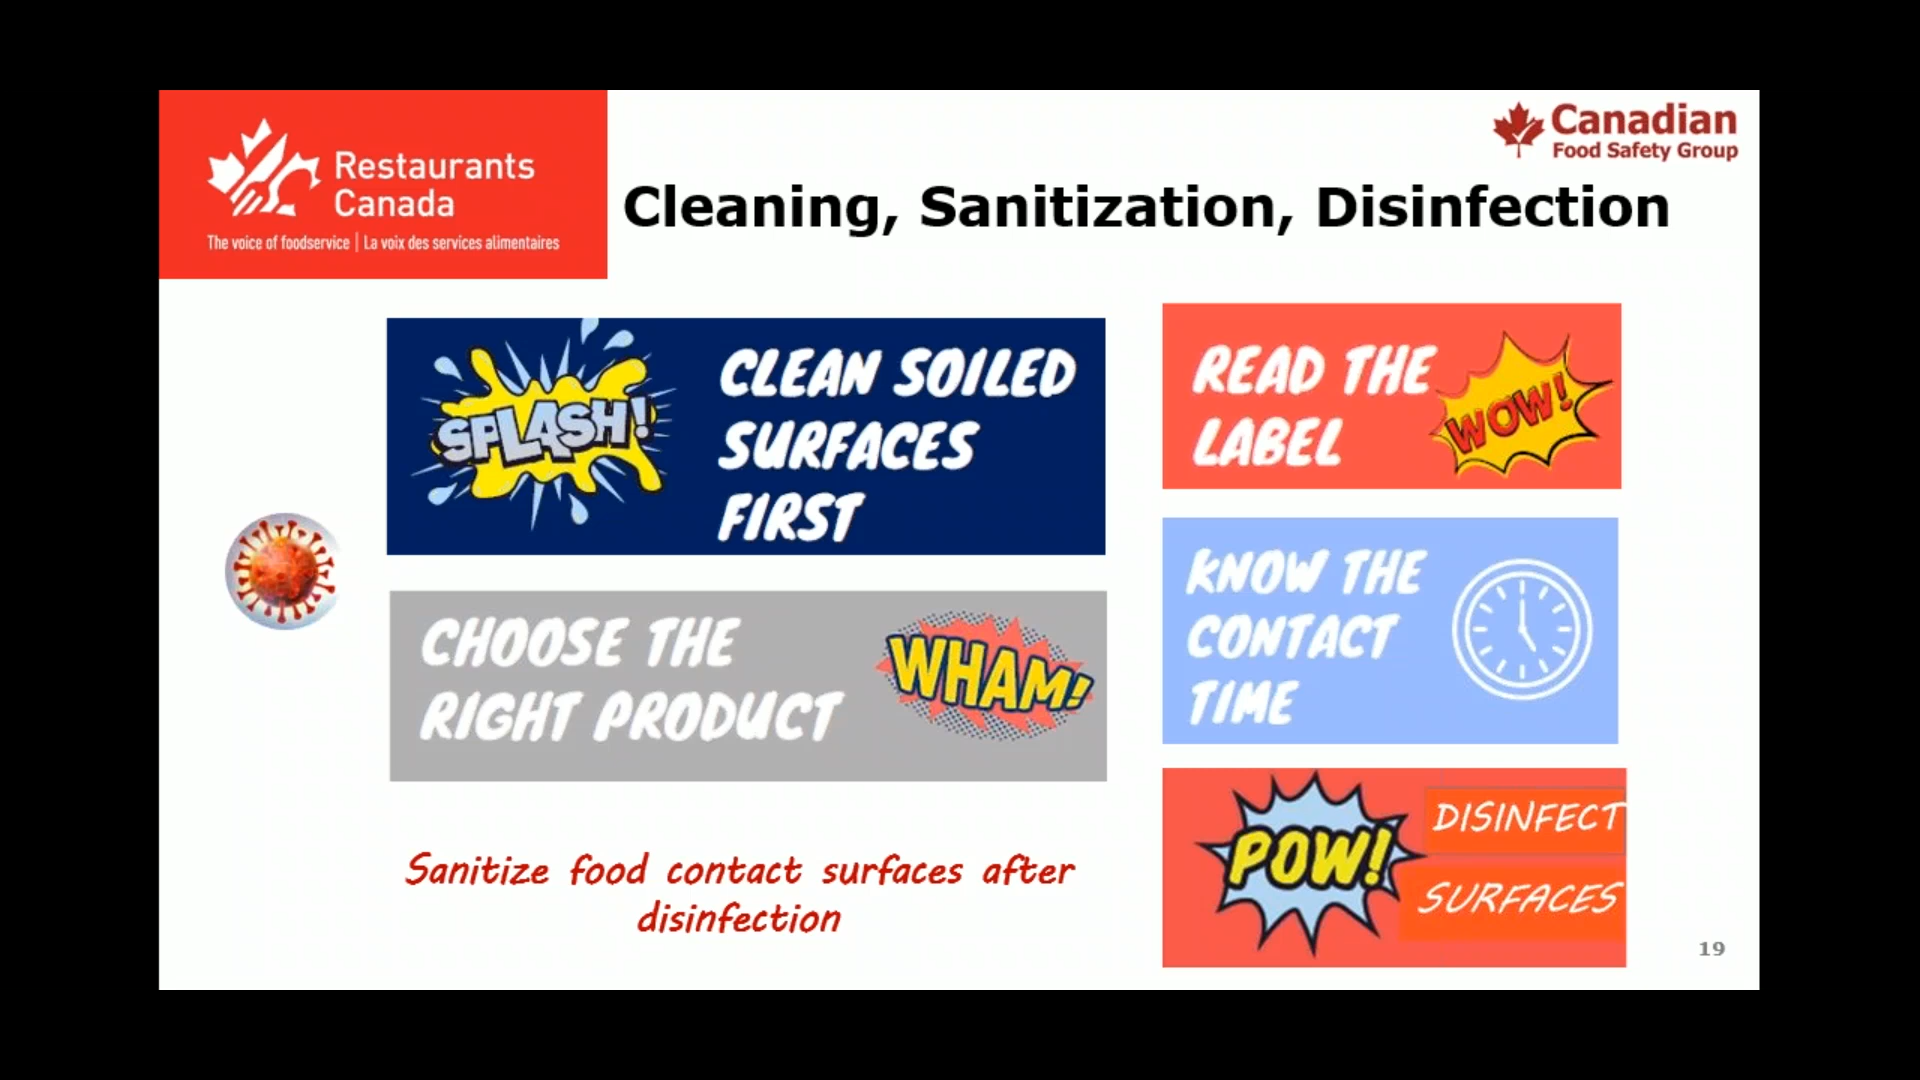 Restaurants
Canada
The voice of foodservice | La voix des services alimentaires
Canadian
Food Safety Group
Cleaning, Sanitization, Disinfection
SPLASH!
CLEAN SOILED
SURFACES
FIRST
CHOOSE THE
RIGHT PRODUCT
WHAM!
Sanitize food contact surfaces after
disinfection
READ THE
LABEL
WOW!
KNOW THE
CONTACT
TIME
POW!
DISINFECT
SURFACES
19